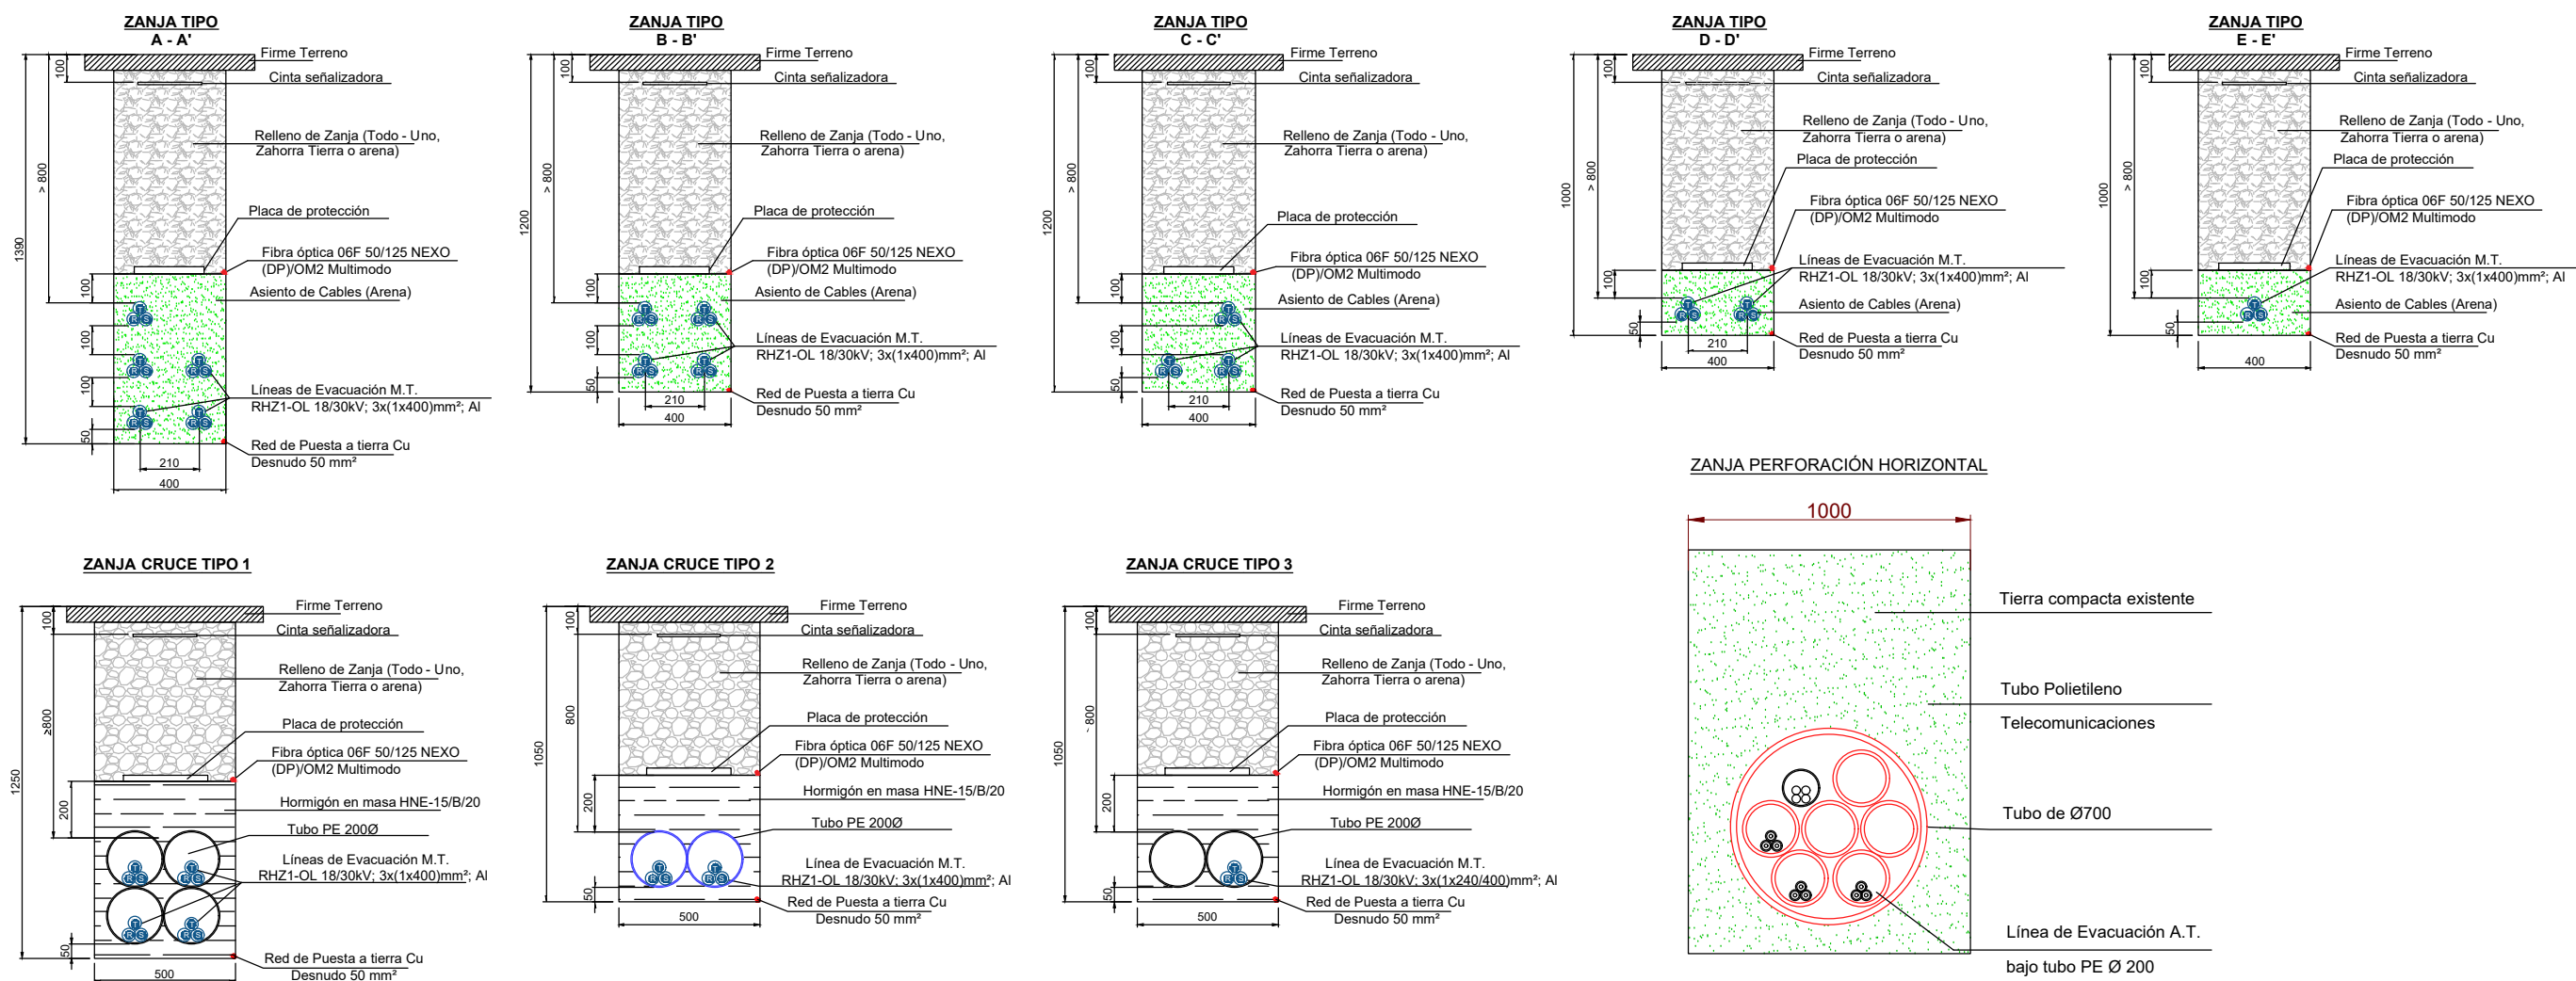 ZANJA TIPO
A - A'
Firme Terreno
Cinta señalizadora
Relleno de Zanja (Todo - Uno,
Zahorra Tierra o arena)
Placa de protección
Fibra óptica 06F 50/125 NEXO
(DP)/OM2 Multimodo
Asiento de Cables (Arena)
Líneas de Evacuación M.T.
RHZ1-OL 18/30kV; 3x(1x400)mm²; Al
Red de Puesta a tierra Cu
Desnudo 50 mm²
1390
100
> 800
100
100
100
50
210
400
T
R S
T
R S
T
R S
T
R S
T
R S
ZANJA TIPO
B - B'
Firme Terreno
Cinta señalizadora
Relleno de Zanja (Todo - Uno,
Zahorra Tierra o arena)
Placa de protección
Fibra óptica 06F 50/125 NEXO
(DP)/OM2 Multimodo
Asiento de Cables (Arena)
Líneas de Evacuación M.T.
RHZ1-OL 18/30kV; 3x(1x400)mm²; Al
Red de Puesta a tierra Cu
Desnudo 50 mm²
1200
100
> 800
100
100
50
210
400
T
R S
T
R S
T
R S
T
R S
ZANJA TIPO
C - C'
Firme Terreno
Cinta señalizadora
Relleno de Zanja (Todo - Uno,
Zahorra Tierra o arena)
Placa de protección
Fibra óptica 06F 50/125 NEXO
(DP)/OM2 Multimodo
Asiento de Cables (Arena)
Líneas de Evacuación M.T.
RHZ1-OL 18/30kV; 3x(1x400)mm²; Al
Red de Puesta a tierra Cu
Desnudo 50 mm²
1200
100
> 800
100
100
50
210
400
T
R S
T
R S
T
R S
ZANJA TIPO
D - D'
Firme Terreno
Cinta señalizadora
Relleno de Zanja (Todo - Uno,
Zahorra Tierra o arena)
Placa de protección
Fibra óptica 06F 50/125 NEXO
(DP)/OM2 Multimodo
Líneas de Evacuación M.T.
RHZ1-OL 18/30kV; 3x(1x400)mm²; Al
Asiento de Cables (Arena)
Red de Puesta a tierra Cu
Desnudo 50 mm²
1000
100
> 800
100
50
210
400
T
R S
T
R S
ZANJA TIPO
E - E'
Firme Terreno
Cinta señalizadora
Relleno de Zanja (Todo - Uno,
Zahorra Tierra o arena)
Placa de protección
Fibra óptica 06F 50/125 NEXO
(DP)/OM2 Multimodo
Líneas de Evacuación M.T.
RHZ1-OL 18/30kV; 3x(1x400)mm²; Al
Asiento de Cables (Arena)
Red de Puesta a tierra Cu
Desnudo 50 mm²
1000
100
> 800
100
50
400
T
R S
ZANJA CRUCE TIPO 1
Firme Terreno
Cinta señalizadora
Relleno de Zanja (Todo - Uno,
Zahorra Tierra o arena)
Placa de protección
Fibra óptica 06F 50/125 NEXO
(DP)/OM2 Multimodo
Hormigón en masa HNE-15/B/20
Tubo PE 200Ø
Líneas de Evacuación M.T.
RHZ1-OL 18/30kV; 3x(1x400)mm²; Al
Red de Puesta a tierra Cu
Desnudo 50 mm²
1250
100
≥800
200
50
500
T
R S
T
R S
T
R S
T
R S
ZANJA CRUCE TIPO 2
Firme Terreno
Cinta señalizadora
Relleno de Zanja (Todo - Uno,
Zahorra Tierra o arena)
Placa de protección
Fibra óptica 06F 50/125 NEXO
(DP)/OM2 Multimodo
Hormigón en masa HNE-15/B/20
Tubo PE 200Ø
Línea de Evacuación M.T.
RHZ1-OL 18/30kV; 3x(1x400)mm²; Al
Red de Puesta a tierra Cu
Desnudo 50 mm²
1050
100
800
200
50
500
T
R S
T
R S
ZANJA CRUCE TIPO 3
Firme Terreno
Cinta señalizadora
Relleno de Zanja (Todo - Uno,
Zahorra Tierra o arena)
Placa de protección
Fibra óptica 06F 50/125 NEXO
(DP)/OM2 Multimodo
Hormigón en masa HNE-15/B/20
Tubo PE 200Ø
Línea de Evacuación M.T.
RHZ1-OL 18/30kV; 3x(1x240/400)mm²; Al
Red de Puesta a tierra Cu
Desnudo 50 mm²
1050
100
~ 800
200
50
500
T
R S
ZANJA PERFORACIÓN HORIZONTAL
1000
Tierra compacta existente
Tubo Polietileno
Telecomunicaciones
Tubo de Ø700
Línea de Evacuación A.T.
bajo tubo PE Ø 200